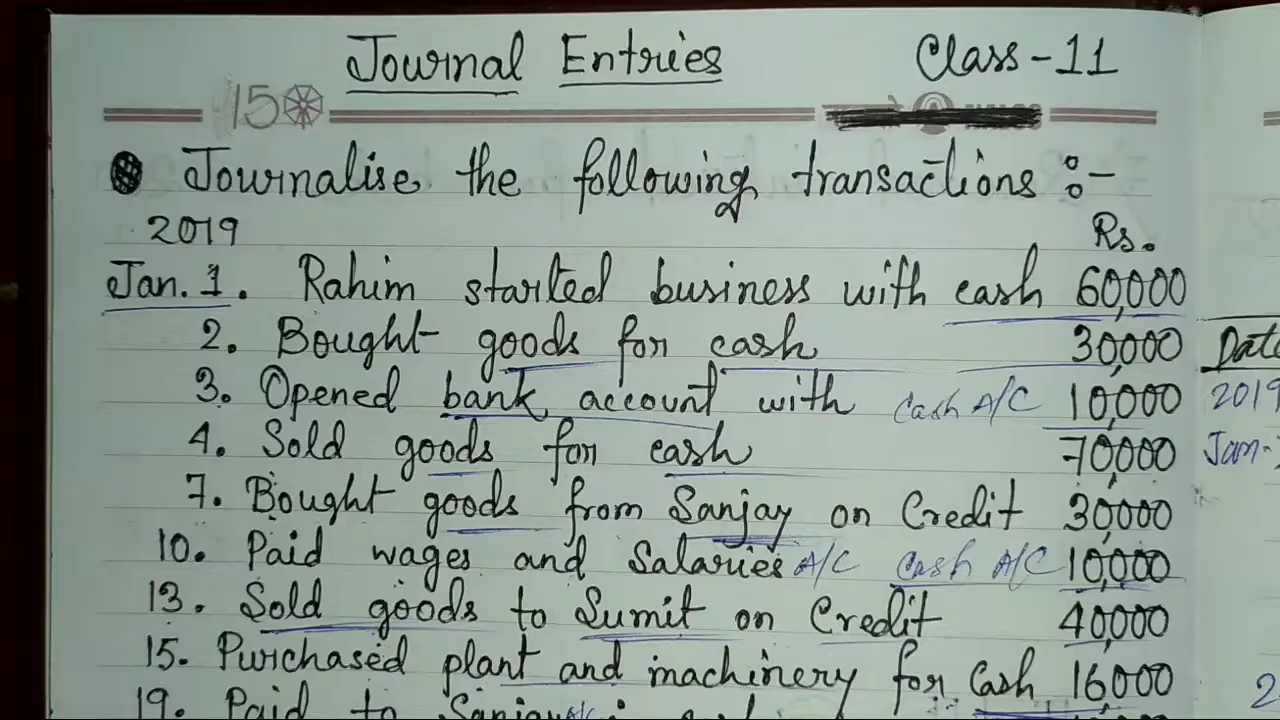 Journal Entries Class-11
150
Journalise the following transactions :-
2019 Rs.
Jan. 1. Rahim started business with cash 60,000
2. Bought goods for cash 30,000
3. Opened bank account with Cash A/C 10,000
4. Sold goods for cash 70,000
7. Bought goods from Sanjay on Credit 30,000
10. Paid wages and Salaries A/C Cash A/C 10,000
13. Sold goods to Sumit on Credit 40,000
15. Purchased plant and machinery for Cash 16,000
19. Paid to Sanjay
2019
Jan-
2